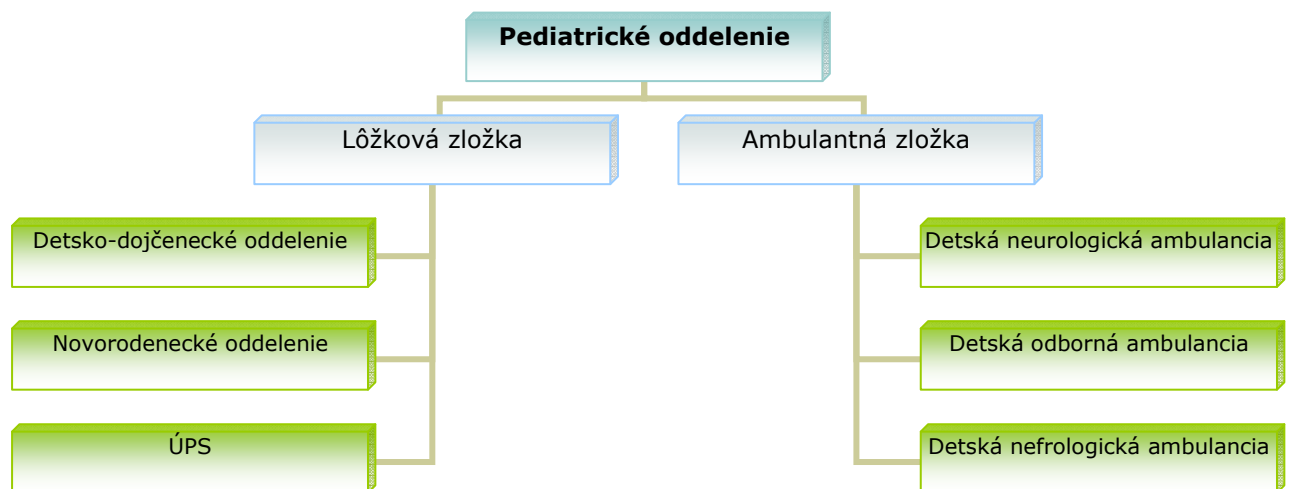 Pediatrické oddelenie
Lôžková zložka
Ambulantná zložka
Detsko-dojčenecké oddelenie
Detská neurologická ambulancia
Novorodenecké oddelenie
Detská odborná ambulancia
ÚPS
Detská nefrologická ambulancia